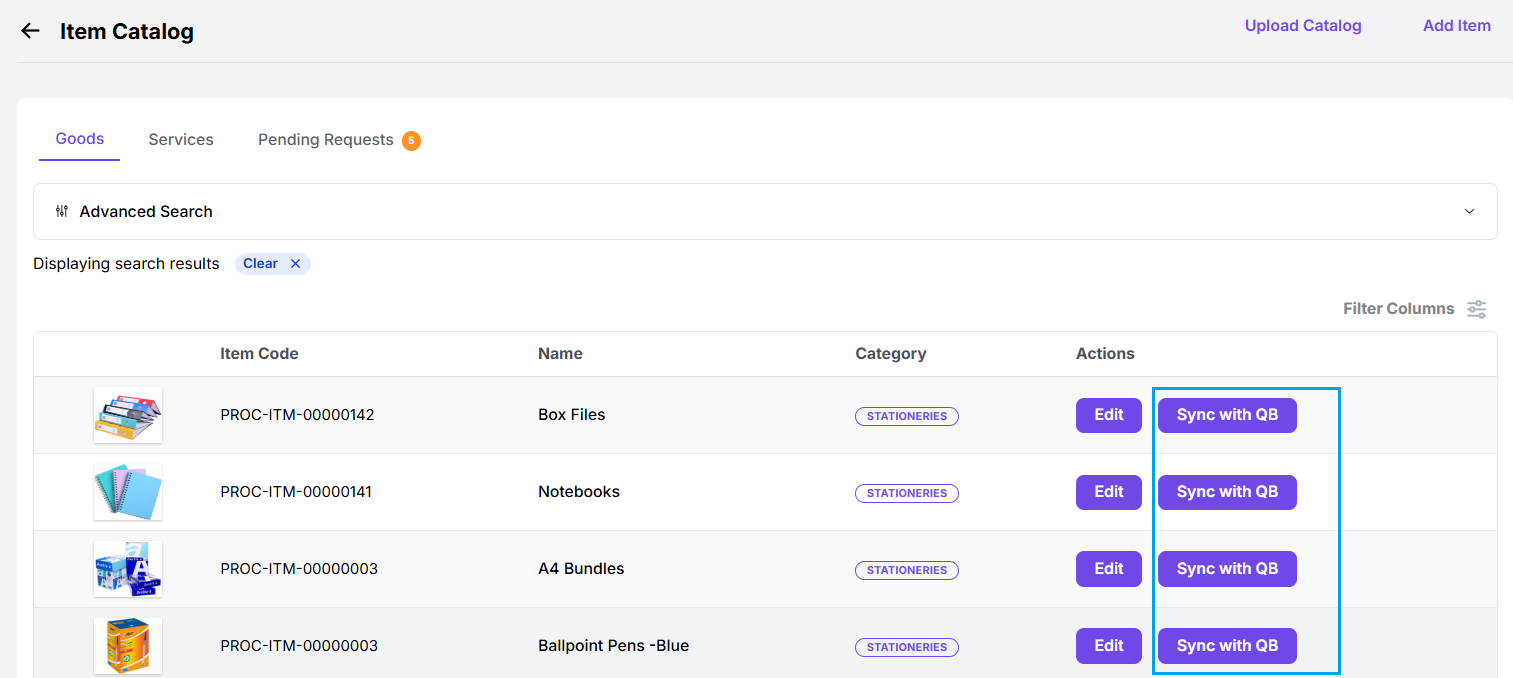 Item Catalog
Upload Catalog
Add Item
Goods
Services
Pending Requests 5
Advanced Search
Displaying search results
Clear
Filter Columns
Item Code Name Category Actions
PROC-ITM-00000142 Box Files STATIONERIES Edit Sync with QB
PROC-ITM-00000141 Notebooks STATIONERIES Edit Sync with QB
PROC-ITM-00000003 A4 Bundles STATIONERIES Edit Sync with QB
PROC-ITM-00000003 Ballpoint Pens -Blue STATIONERIES Edit Sync with QB